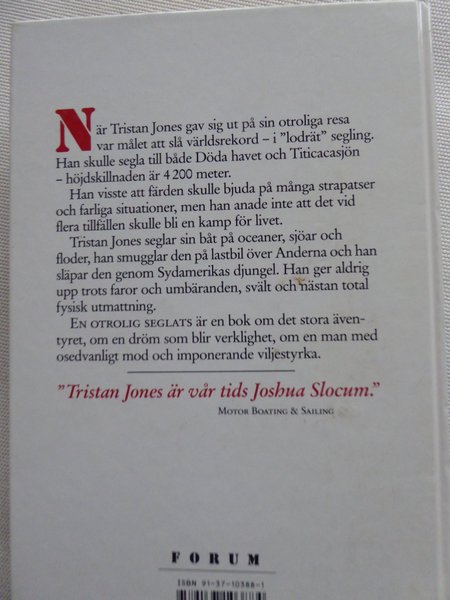 När Tristan Jones gav sig ut på sin otroliga resa
var målet att slå världsrekord – i ”lodrät” segling.
Han skulle segla till både Döda havet och Titicacasjön
– höjdskillnaden är 4 200 meter.
Han visste att färden skulle bjuda på många strapatser
och farliga situationer, men han anade inte att det vid
flera tillfällen skulle bli en kamp för livet.
Tristan Jones seglar sin båt på oceaner, sjöar och
floder, han smugglar den på lastbil över Anderna och han
släpar den genom Sydamerikas djungel. Han ger aldrig
upp trots faror och umbäranden, svält och nästan total
fysisk utmattning.
EN OTROLIG SEGLATS är en bok om det stora även-
tyret, om en dröm som blir verklighet, om en man med
osedvanligt mod och imponerande viljestyrka.
”Tristan Jones är vår tids Joshua Slocum.”
MOTOR BOATING & SAILING
FORUM
ISBN 91-37-10388-1